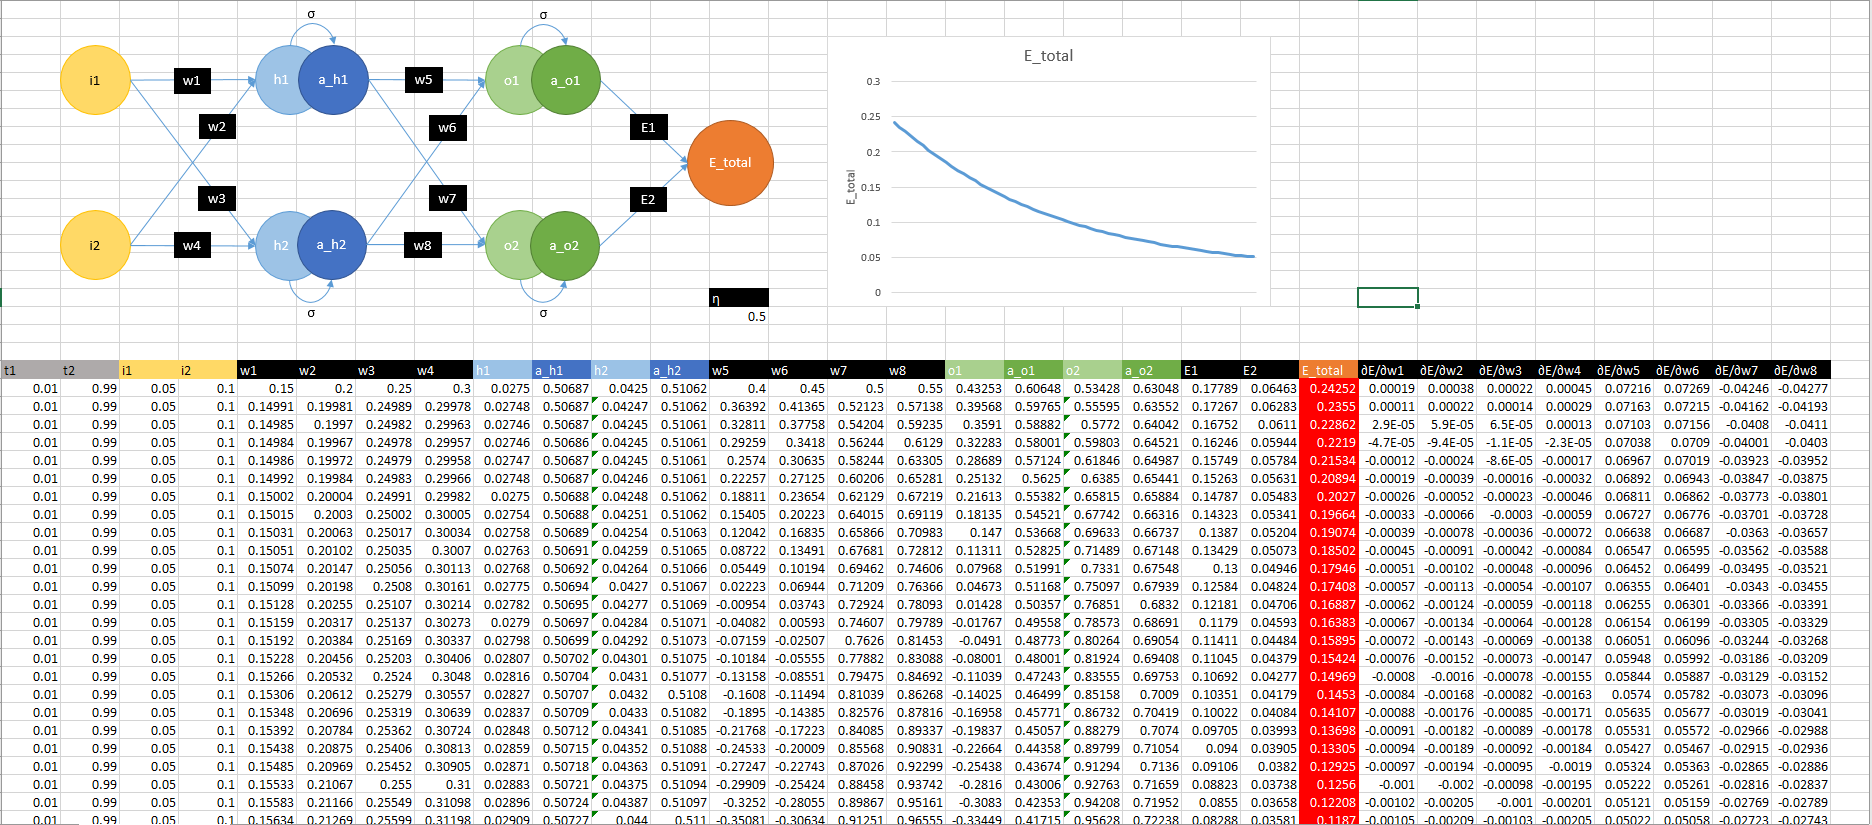 σ σ
i1 w1 h1 a_h1 w5 o1 a_o1
w2 w6 E1
E_total
w3 w7 E2
i2 w4 h2 a_h2 w8 o2 a_o2
σ σ
η
0.5
E_total
0.3
0.25
0.2
0.15
0.1
0.05
0
E_total
t1 t2 i1 i2 w1 w2 w3 w4 h1 a_h1 h2 a_h2 w5 w6 w7 w8 o1 a_o1 o2 a_o2 E1 E2 E_total ∂E/∂w1 ∂E/∂w2 ∂E/∂w3 ∂E/∂w4 ∂E/∂w5 ∂E/∂w6 ∂E/∂w7 ∂E/∂w8
0.01 0.99 0.05 0.1 0.15 0.2 0.25 0.3 0.0275 0.50687 0.0425 0.51062 0.4 0.45 0.5 0.55 0.43253 0.60648 0.53428 0.63048 0.17789 0.06463 0.24252 0.00019 0.00038 0.00022 0.00045 0.07216 0.07269 -0.04246 -0.04277
0.01 0.99 0.05 0.1 0.14991 0.19981 0.24989 0.29978 0.02748 0.50687 0.04247 0.51062 0.36392 0.41365 0.52123 0.57138 0.39568 0.59765 0.55595 0.63552 0.17267 0.06283 0.2355 0.00011 0.00022 0.00014 0.00029 0.07163 0.07215 -0.04162 -0.04193
0.01 0.99 0.05 0.1 0.14985 0.1997 0.24982 0.29963 0.02746 0.50687 0.04245 0.51061 0.32811 0.37758 0.54204 0.59235 0.3591 0.58882 0.5772 0.64042 0.16752 0.0611 0.22862 2.9E-05 5.9E-05 6.5E-05 0.00013 0.07103 0.07156 -0.0408 -0.0411
0.01 0.99 0.05 0.1 0.14984 0.19967 0.24978 0.29957 0.02746 0.50686 0.04245 0.51061 0.29259 0.3418 0.56244 0.6129 0.32283 0.58001 0.59803 0.64521 0.16246 0.05944 0.2219 -4.7E-05 -9.4E-05 -1.1E-05 -2.3E-05 0.07038 0.0709 -0.04001 -0.0403
0.01 0.99 0.05 0.1 0.14986 0.19972 0.24979 0.29958 0.02747 0.50687 0.04245 0.51061 0.2574 0.30635 0.58244 0.63305 0.28689 0.57124 0.61846 0.64987 0.15749 0.05784 0.21534 -0.00012 -0.00024 -8.6E-05 -0.00017 0.06967 0.07019 -0.03923 -0.03952
0.01 0.99 0.05 0.1 0.14992 0.19984 0.24983 0.29966 0.02748 0.50687 0.04246 0.51061 0.22257 0.27125 0.60206 0.65281 0.25132 0.5625 0.6385 0.65441 0.15263 0.05631 0.20894 -0.00019 -0.00039 -0.00016 -0.00032 0.06892 0.06943 -0.03847 -0.03875
0.01 0.99 0.05 0.1 0.15002 0.20004 0.24991 0.29982 0.0275 0.50688 0.04248 0.51062 0.18811 0.23654 0.62129 0.67219 0.21613 0.55382 0.65815 0.65884 0.14787 0.05483 0.2027 -0.00026 -0.00052 -0.00023 -0.00046 0.06811 0.06862 -0.03773 -0.03801
0.01 0.99 0.05 0.1 0.15015 0.2003 0.25002 0.30005 0.02754 0.50688 0.04251 0.51062 0.15405 0.20223 0.64015 0.69119 0.18135 0.54521 0.67742 0.66316 0.14323 0.05341 0.19664 -0.00033 -0.00066 -0.0003 -0.00059 0.06727 0.06776 -0.03701 -0.03728
0.01 0.99 0.05 0.1 0.15031 0.20063 0.25017 0.30034 0.02758 0.50689 0.04254 0.51063 0.12042 0.16835 0.65866 0.70983 0.147 0.53668 0.69633 0.66737 0.1387 0.05204 0.19074 -0.00039 -0.00078 -0.00036 -0.00072 0.06638 0.06687 -0.0363 -0.03657
0.01 0.99 0.05 0.1 0.15051 0.20102 0.25035 0.3007 0.02763 0.50691 0.04259 0.51065 0.08722 0.13491 0.67681 0.72812 0.11311 0.52825 0.71489 0.67148 0.13429 0.05073 0.18502 -0.00045 -0.00091 -0.00042 -0.00084 0.06547 0.06595 -0.03562 -0.03588
0.01 0.99 0.05 0.1 0.15074 0.20147 0.25056 0.30113 0.02768 0.50692 0.04264 0.51066 0.05449 0.10194 0.69462 0.74606 0.07968 0.51991 0.7331 0.67548 0.13 0.04946 0.17946 -0.00051 -0.00102 -0.00048 -0.00096 0.06452 0.06499 -0.03495 -0.03521
0.01 0.99 0.05 0.1 0.15099 0.20198 0.2508 0.30161 0.02775 0.50694 0.0427 0.51067 0.02223 0.06944 0.71209 0.76366 0.04673 0.51168 0.75097 0.67939 0.12584 0.04824 0.17408 -0.00057 -0.00113 -0.00054 -0.00107 0.06355 0.06401 -0.0343 -0.03455
0.01 0.99 0.05 0.1 0.15128 0.20255 0.25107 0.30214 0.02782 0.50695 0.04277 0.51069 -0.00954 0.03743 0.72924 0.78093 0.01428 0.50357 0.76851 0.6832 0.12181 0.04706 0.16887 -0.00062 -0.00124 -0.00059 -0.00118 0.06255 0.06301 -0.03366 -0.03391
0.01 0.99 0.05 0.1 0.15159 0.20317 0.25137 0.30273 0.0279 0.50697 0.04284 0.51071 -0.04082 0.00593 0.74607 0.79789 -0.01767 0.49558 0.78573 0.68691 0.1179 0.04593 0.16383 -0.00067 -0.00134 -0.00064 -0.00128 0.06154 0.06199 -0.03305 -0.03329
0.01 0.99 0.05 0.1 0.15192 0.20384 0.25169 0.30337 0.02798 0.50699 0.04292 0.51073 -0.07159 -0.02507 0.7626 0.81453 -0.0491 0.48773 0.80264 0.69054 0.11411 0.04484 0.15895 -0.00072 -0.00143 -0.00069 -0.00138 0.06051 0.06096 -0.03244 -0.03268
0.01 0.99 0.05 0.1 0.15228 0.20456 0.25203 0.30406 0.02807 0.50702 0.04301 0.51075 -0.10184 -0.05555 0.77882 0.83088 -0.08001 0.48001 0.81924 0.69408 0.11045 0.04379 0.15424 -0.00076 -0.00152 -0.00073 -0.00147 0.05948 0.05992 -0.03186 -0.03209
0.01 0.99 0.05 0.1 0.15266 0.20532 0.2524 0.3048 0.02816 0.50704 0.0431 0.51077 -0.13158 -0.08551 0.79475 0.84692 -0.11039 0.47243 0.83555 0.69753 0.10692 0.04277 0.14969 -0.0008 -0.0016 -0.00078 -0.00155 0.05844 0.05887 -0.03129 -0.03152
0.01 0.99 0.05 0.1 0.15306 0.20612 0.25279 0.30557 0.02827 0.50707 0.0432 0.5108 -0.1608 -0.11494 0.81039 0.86268 -0.14025 0.46499 0.85158 0.7009 0.10351 0.04179 0.1453 -0.00084 -0.00168 -0.00082 -0.00163 0.0574 0.05782 -0.03073 -0.03096
0.01 0.99 0.05 0.1 0.15348 0.20696 0.25319 0.30639 0.02837 0.50709 0.0433 0.51082 -0.1895 -0.14385 0.82576 0.87816 -0.16958 0.45771 0.86732 0.70419 0.10022 0.04084 0.14107 -0.00088 -0.00176 -0.00085 -0.00171 0.05635 0.05677 -0.03019 -0.03041
0.01 0.99 0.05 0.1 0.15392 0.20784 0.25362 0.30724 0.02848 0.50712 0.04341 0.51085 -0.21768 -0.17223 0.84085 0.89337 -0.19837 0.45057 0.88279 0.7074 0.09705 0.03993 0.13698 -0.00091 -0.00182 -0.00089 -0.00178 0.05531 0.05572 -0.02966 -0.02988
0.01 0.99 0.05 0.1 0.15438 0.20875 0.25406 0.30813 0.02859 0.50715 0.04352 0.51088 -0.24533 -0.20009 0.85568 0.90831 -0.22664 0.44358 0.89799 0.71054 0.094 0.03905 0.13305 -0.00094 -0.00189 -0.00092 -0.00184 0.05427 0.05467 -0.02915 -0.02936
0.01 0.99 0.05 0.1 0.15485 0.20969 0.25452 0.30905 0.02871 0.50718 0.04363 0.51091 -0.27247 -0.22743 0.87026 0.92299 -0.25438 0.43674 0.91294 0.7136 0.09106 0.0382 0.12925 -0.00097 -0.00194 -0.00095 -0.0019 0.05324 0.05363 -0.02865 -0.02886
0.01 0.99 0.05 0.1 0.15533 0.21067 0.255 0.31 0.02883 0.50721 0.04375 0.51094 -0.29909 -0.25424 0.88458 0.93742 -0.2816 0.43006 0.92763 0.71659 0.08823 0.03738 0.1256 -0.001 -0.002 -0.00098 -0.00195 0.05222 0.05261 -0.02816 -0.02837
0.01 0.99 0.05 0.1 0.15583 0.21166 0.25549 0.31098 0.02896 0.50724 0.04387 0.51097 -0.3252 -0.28055 0.89867 0.95161 -0.3083 0.42353 0.94208 0.71952 0.0855 0.03658 0.12208 -0.00102 -0.00205 -0.001 -0.00201 0.05121 0.05159 -0.02769 -0.02789
0.01 0.99 0.05 0.1 0.15634 0.21269 0.25599 0.31198 0.02909 0.50727 0.044 0.511 -0.35081 -0.30634 0.91251 0.96555 -0.33449 0.41715 0.95628 0.72238 0.08288 0.03581 0.1187 -0.00105 -0.00209 -0.00103 -0.00205 0.05022 0.05058 -0.02723 -0.02743